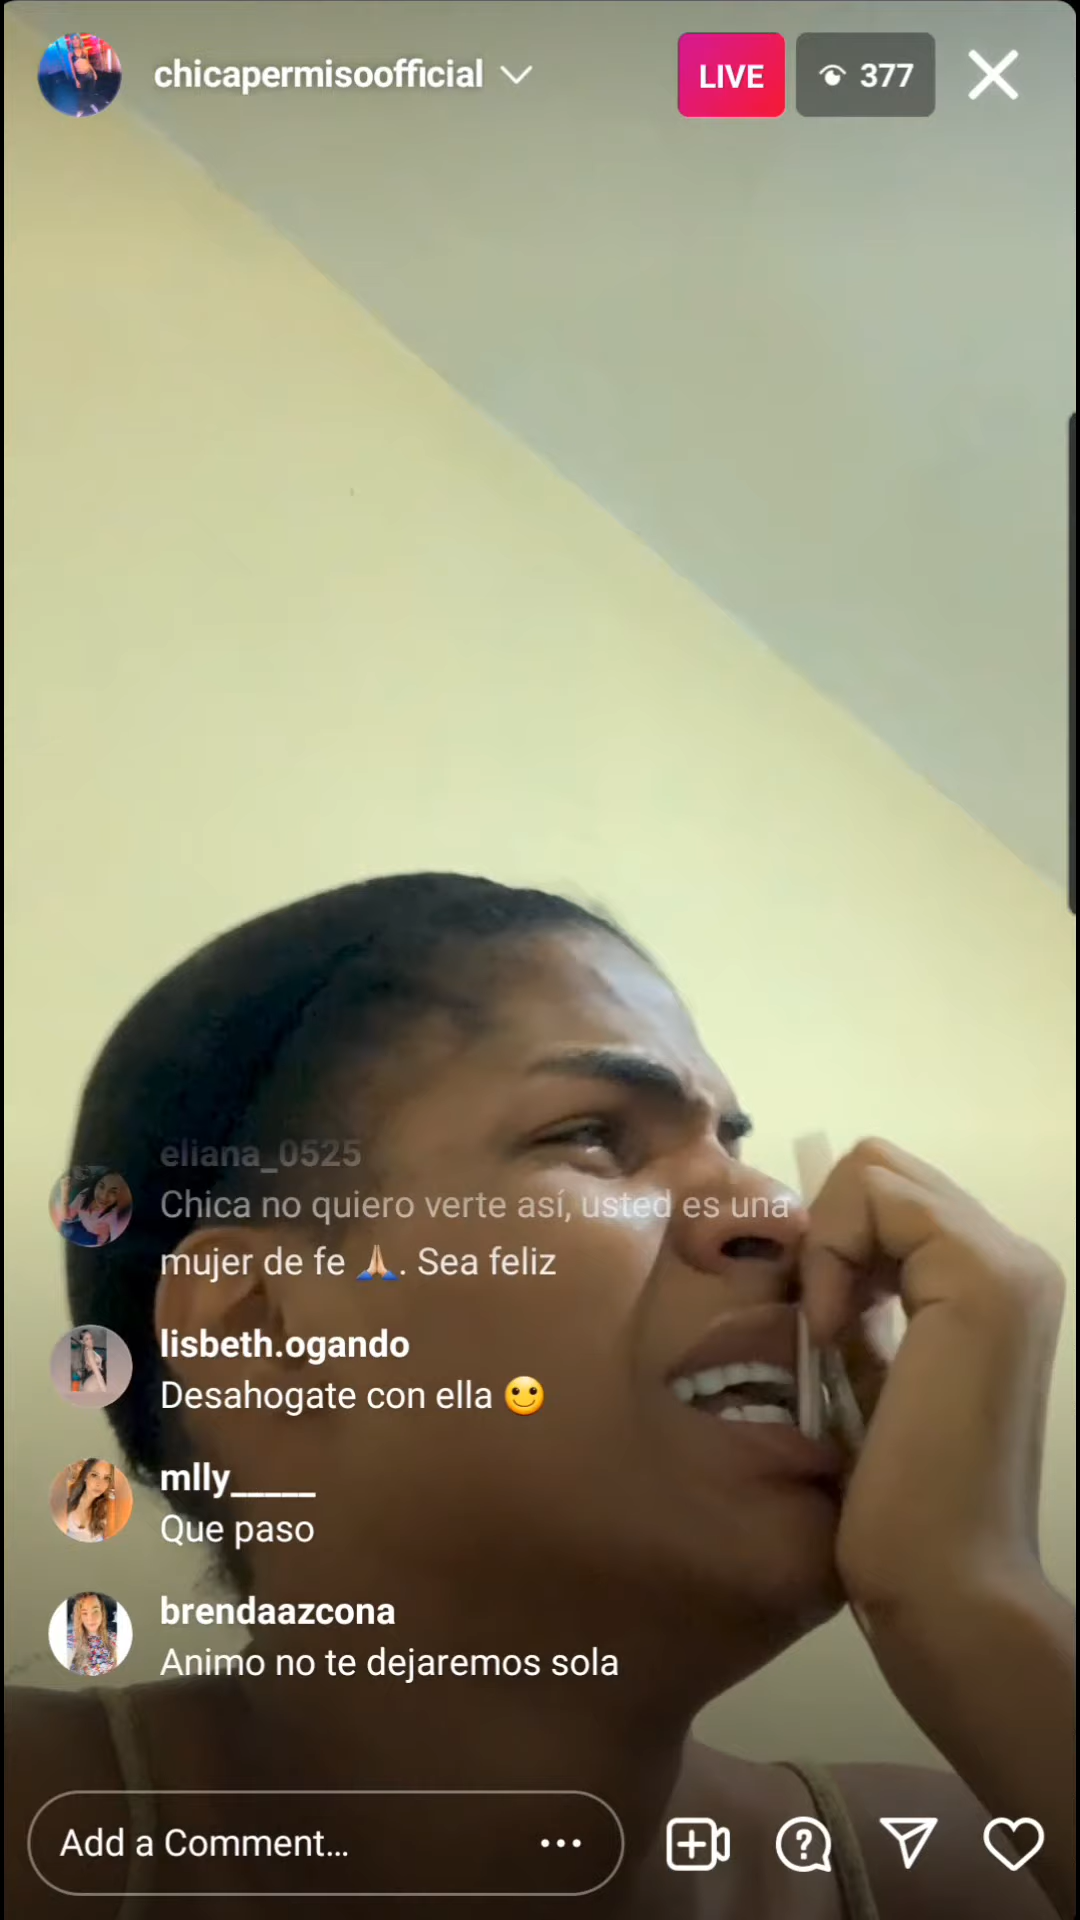 chicapermisoofficial
LIVE
377
eliana_0525
Chica no quiero verte así, usted es una
mujer de fe 🙏🏼. Sea feliz
lisbeth.ogando
Desahogate con ella 🙂
mlly_____
Que paso
brendaazcona
Animo no te dejaremos sola
Add a Comment...